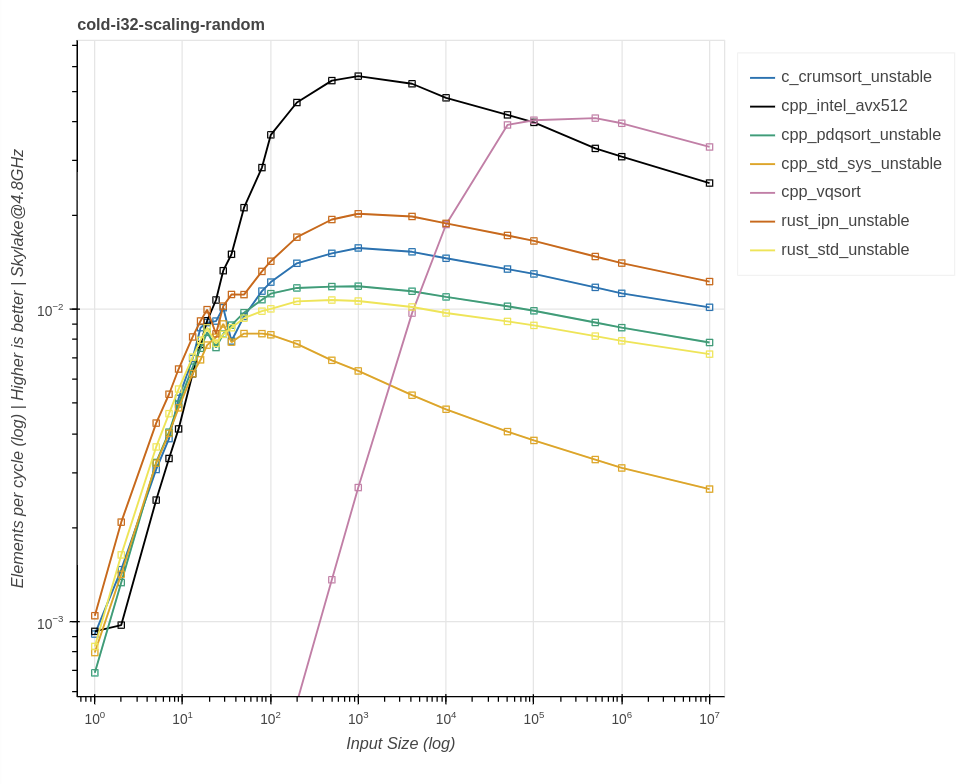 cold-i32-scaling-random
Elements per cycle (log) | Higher is better | Skylake@4.8GHz
10⁻²
10⁻³
10⁰ 10¹ 10² 10³ 10⁴ 10⁵ 10⁶ 10⁷
Input Size (log)
c_crumsort_unstable
cpp_intel_avx512
cpp_pdqsort_unstable
cpp_std_sys_unstable
cpp_vqsort
rust_ipn_unstable
rust_std_unstable